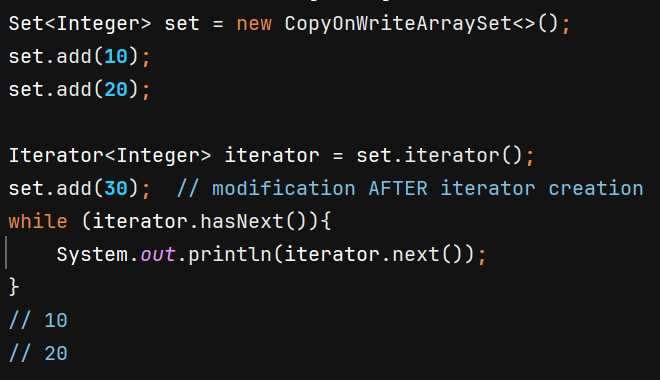 Set<Integer> set = new CopyOnWriteArraySet<>();
set.add(10);
set.add(20);
Iterator<Integer> iterator = set.iterator();
set.add(30);  // modification AFTER iterator creation
while (iterator.hasNext()){
    System.out.println(iterator.next());
}
// 10
// 20